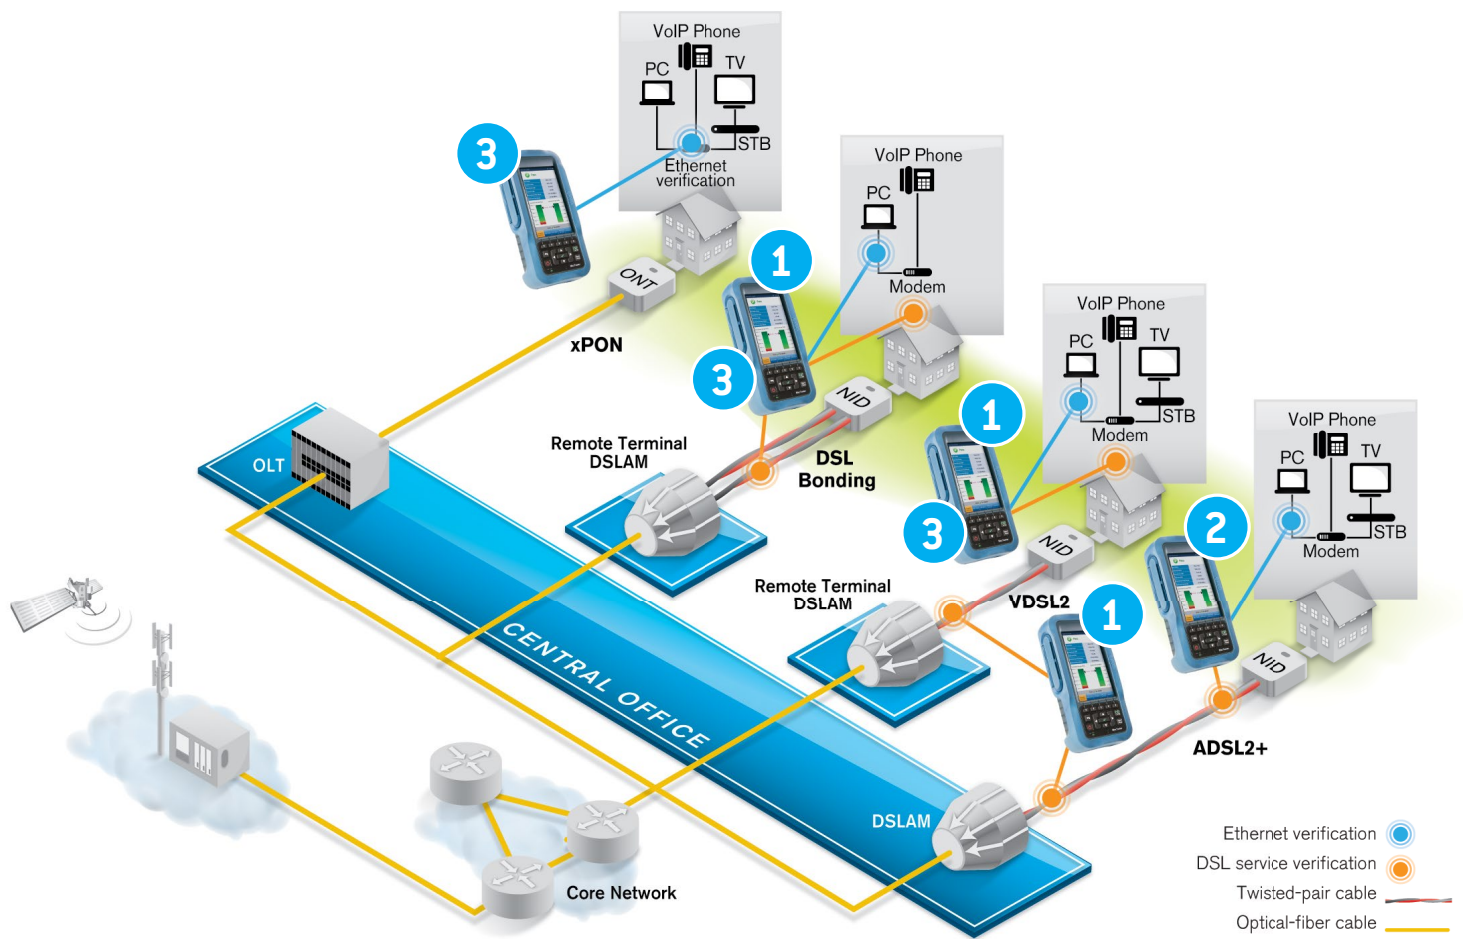 VoIP Phone
PC
TV
STB
Ethernet
verification
3
ONT
xPON
VoIP Phone
PC
Modem
1
3
NID
DSL
Bonding
Remote Terminal
DSLAM
OLT
VoIP Phone
PC
TV
STB
Modem
1
3
NID
VDSL2
Remote Terminal
DSLAM
VoIP Phone
PC
TV
STB
Modem
2
1
NID
ADSL2+
DSLAM
CENTRAL OFFICE
Core Network
Ethernet verification
DSL service verification
Twisted-pair cable
Optical-fiber cable